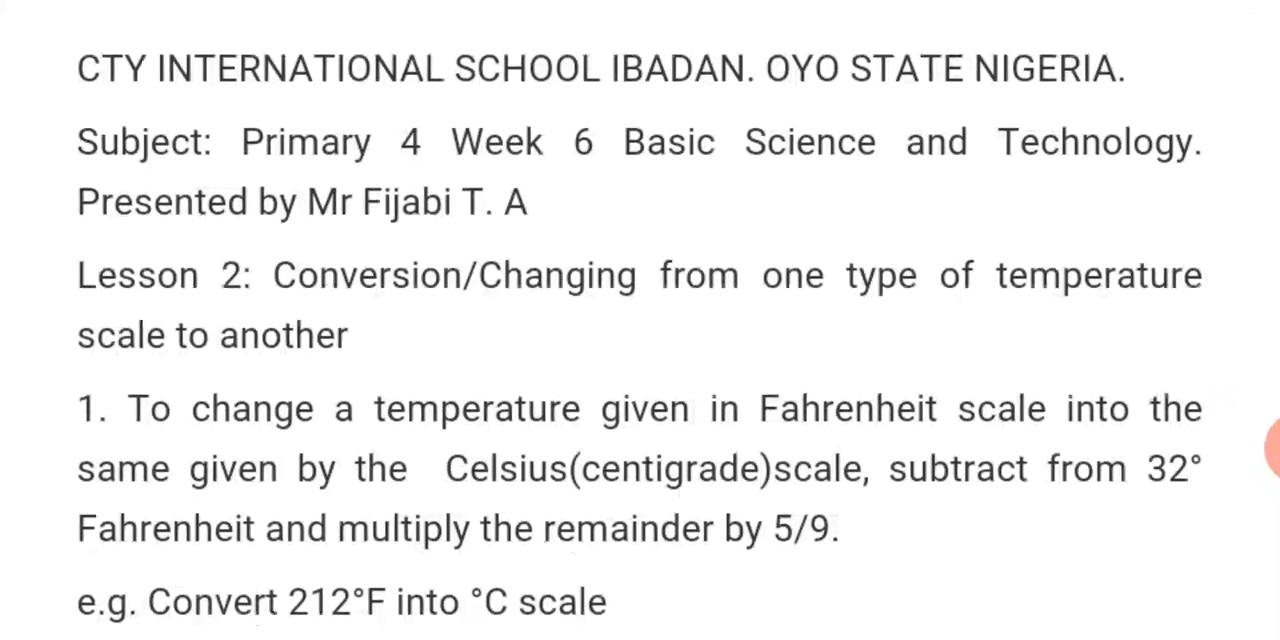 CTY INTERNATIONAL SCHOOL IBADAN. OYO STATE NIGERIA.
Subject: Primary 4 Week 6 Basic Science and Technology.
Presented by Mr Fijabi T. A
Lesson 2: Conversion/Changing from one type of temperature
scale to another
1. To change a temperature given in Fahrenheit scale into the
same given by the Celsius(centigrade)scale, subtract from 32°
Fahrenheit and multiply the remainder by 5/9.
e.g. Convert 212°F into °C scale